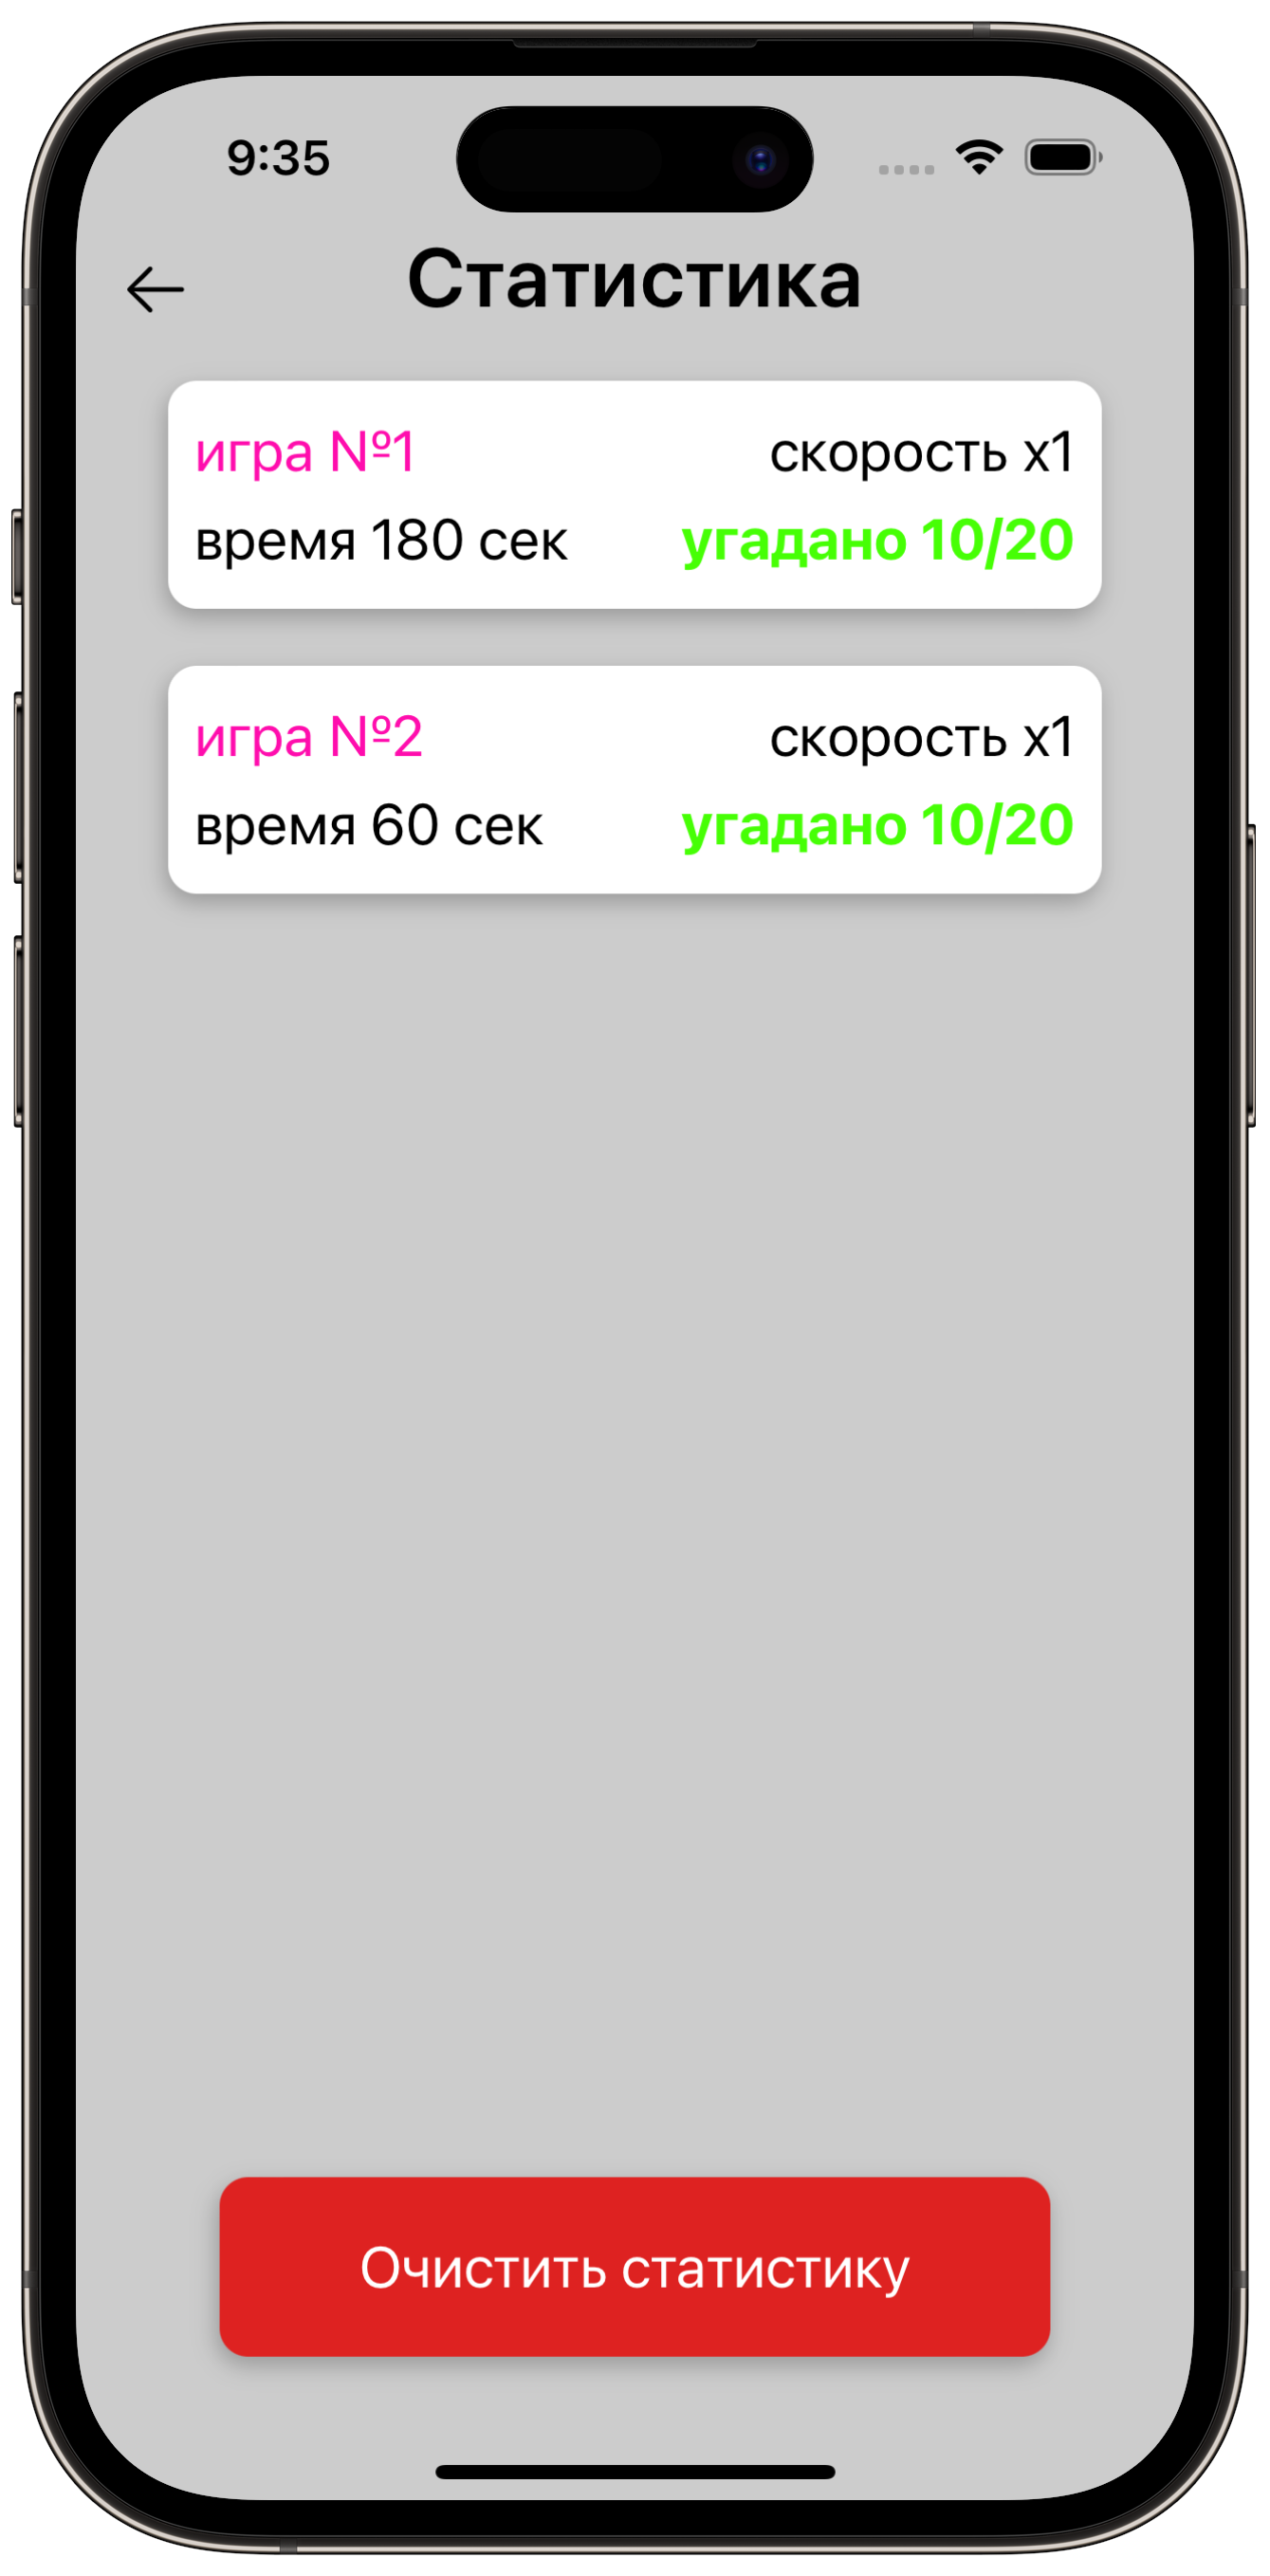 9:35
Статистика
игра №1 скорость x1
время 180 сек угадано 10/20
игра №2 скорость x1
время 60 сек угадано 10/20
Очистить статистику